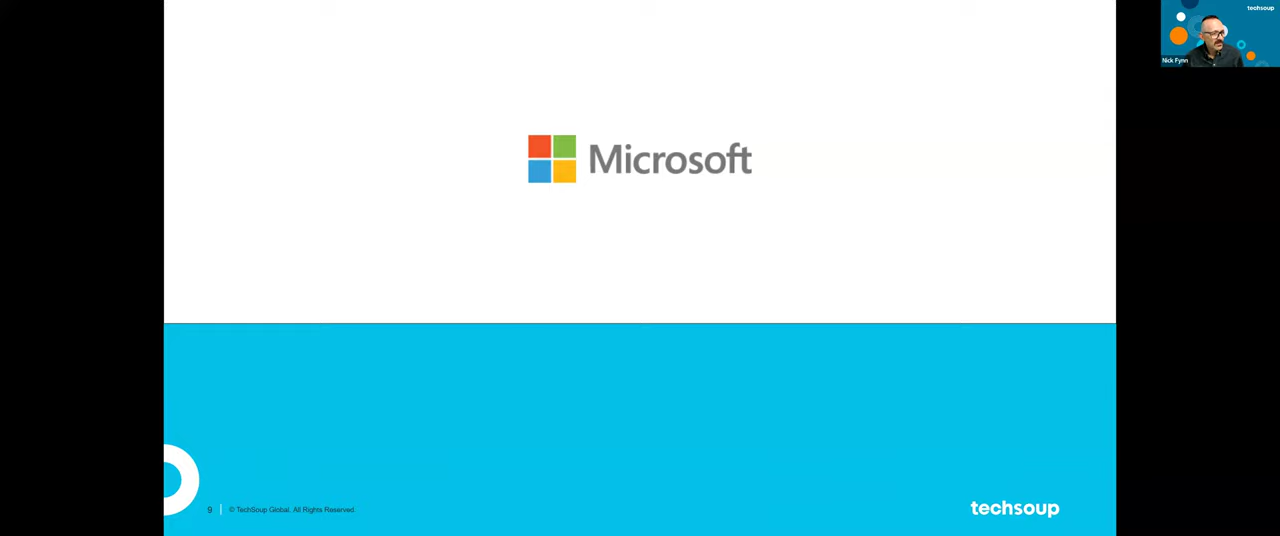 techsoup
Nick Fynn
Microsoft
9 | © TechSoup Global. All Rights Reserved.
techsoup